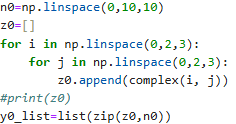 n0=np.linspace(0,10,10)
z0=[]
for i in np.linspace(0,2,3):
    for j in np.linspace(0,2,3):
        z0.append(complex(i, j))
#print(z0)
y0_list=list(zip(z0,n0))